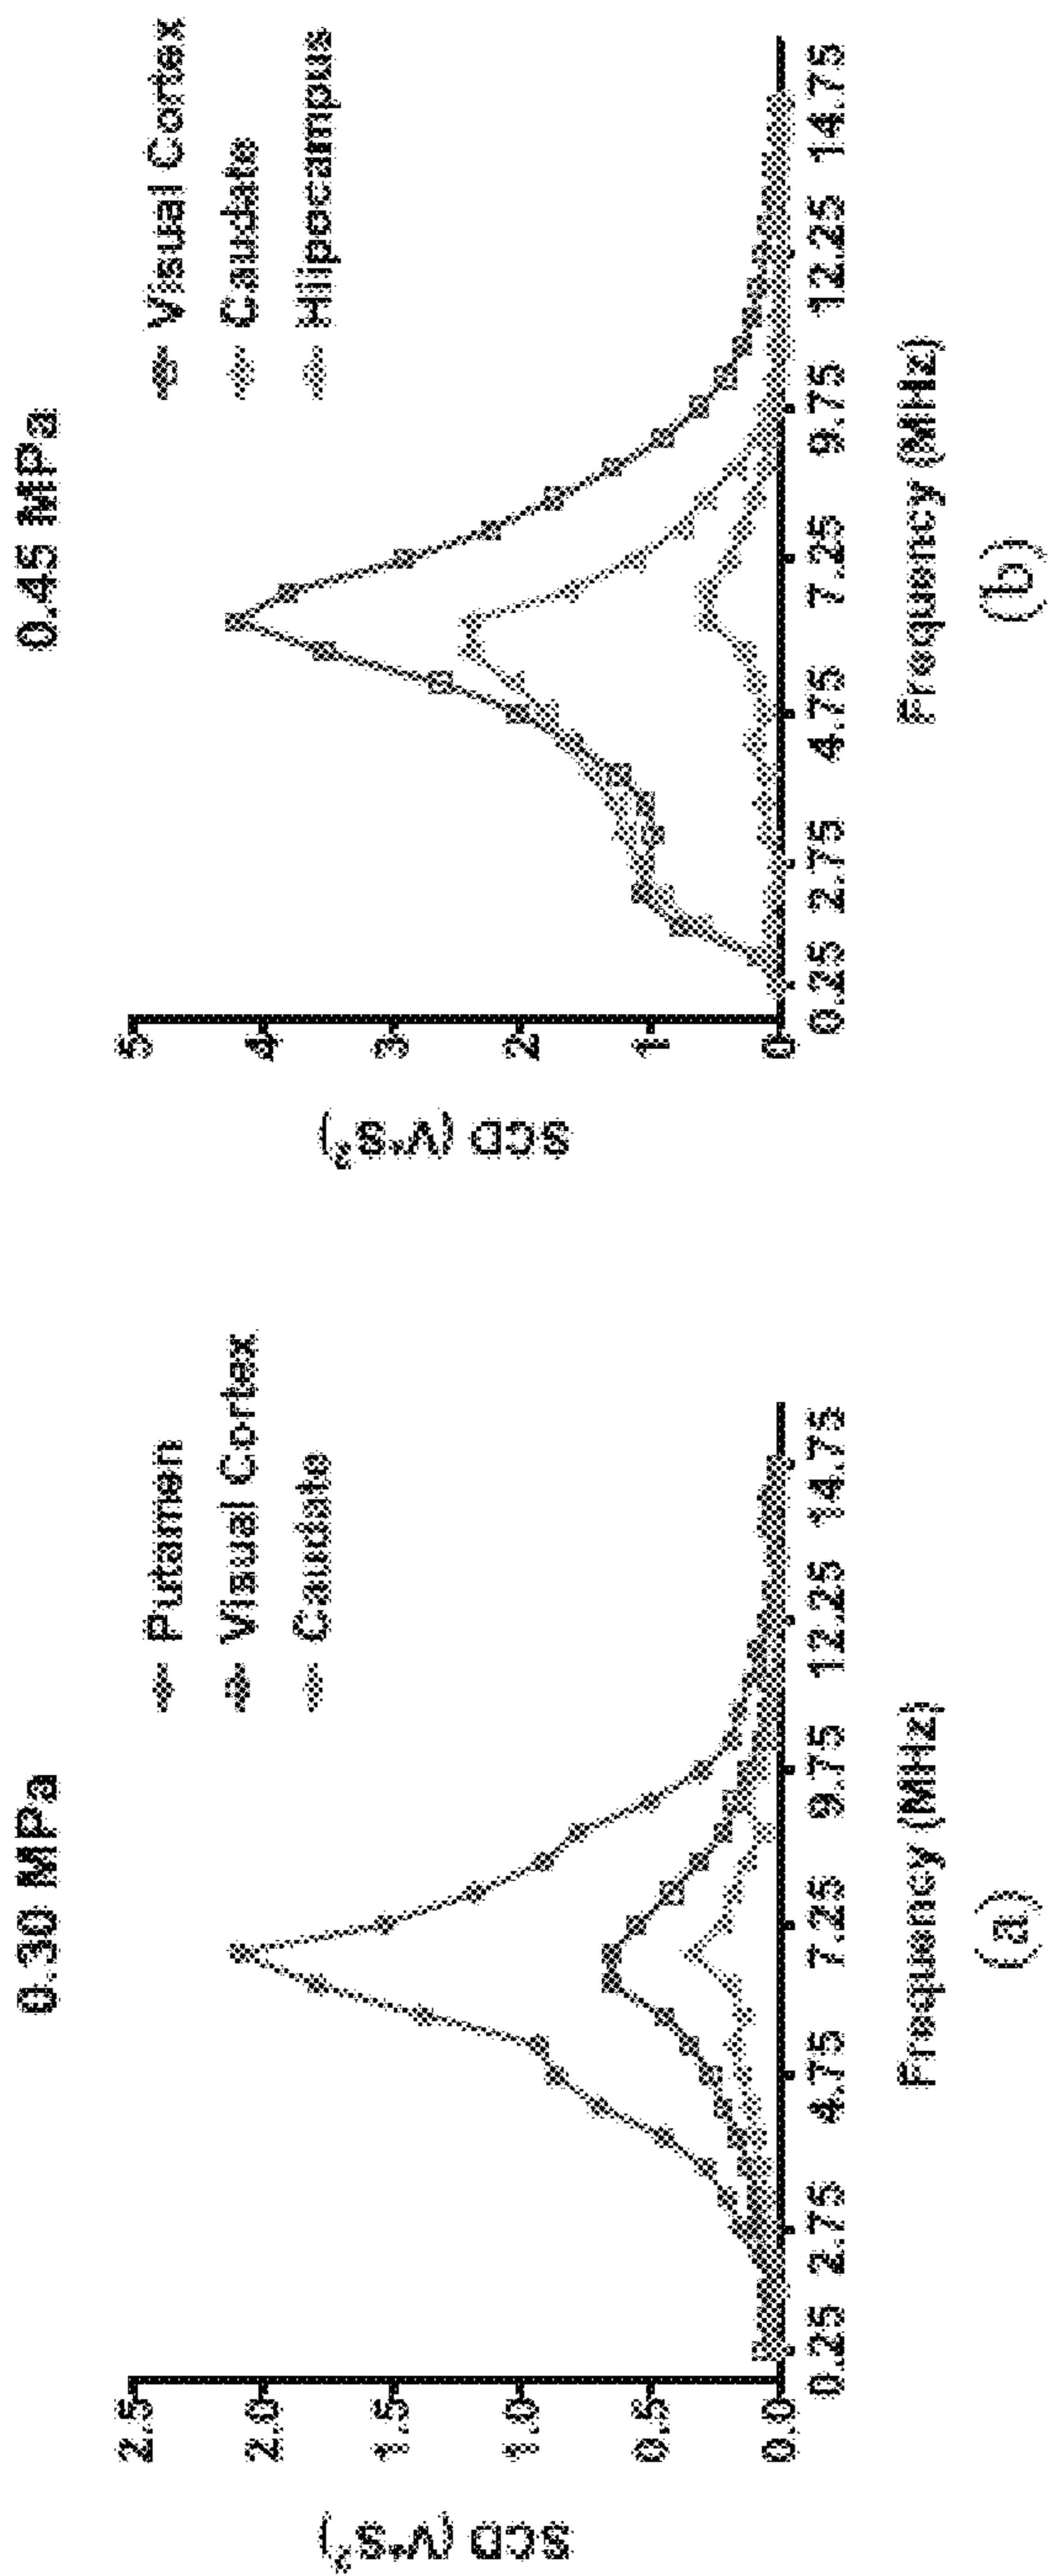 0.30 MPa
Putamen
Visual Cortex
Caudate
SCD (V*S²)
2.5
2.0
1.5
1.0
0.5
0.0
0.25 2.75 4.75 7.25 9.75 12.25 14.75
Frequency (MHz)
(a)
0.45 MPa
Visual Cortex
Caudate
Hiipocampus
SCD (V*S²)
5
4
3
2
1
0
0.25 2.75 4.75 7.25 9.75 12.25 14.75
Frequency (MHz)
(b)